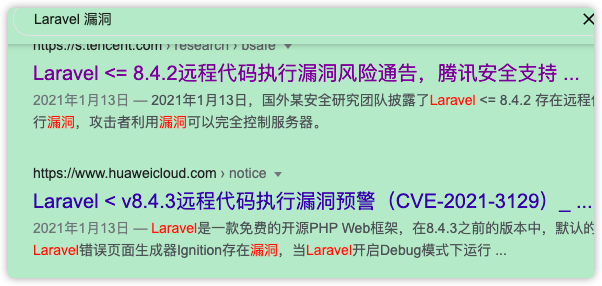 Laravel 漏洞
https://s.tencent.com › research › bsafe
Laravel <= 8.4.2远程代码执行漏洞风险通告，腾讯安全支持 ...
2021年1月13日 — 2021年1月13日，国外某安全研究团队披露了Laravel <= 8.4.2 存在远程代码执
行漏洞，攻击者利用漏洞可以完全控制服务器。
https://www.huaweicloud.com › notice
Laravel < v8.4.3远程代码执行漏洞预警（CVE-2021-3129）_ ...
2021年1月13日 — Laravel是一款免费的开源PHP Web框架，在8.4.3之前的版本中，默认的
Laravel错误页面生成器Ignition存在漏洞，当Laravel开启Debug模式下运行 ...